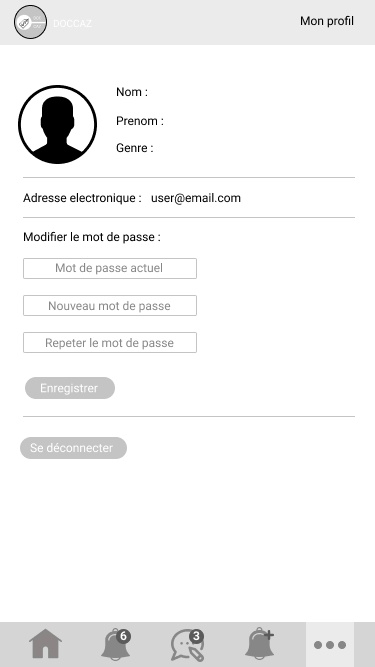 DOCCAZ
Mon profil
Nom :
Prenom :
Genre :
Adresse electronique : user@email.com
Modifier le mot de passe :
Mot de passe actuel
Nouveau mot de passe
Repeter le mot de passe
Enregistrer
Se déconnecter
6
3